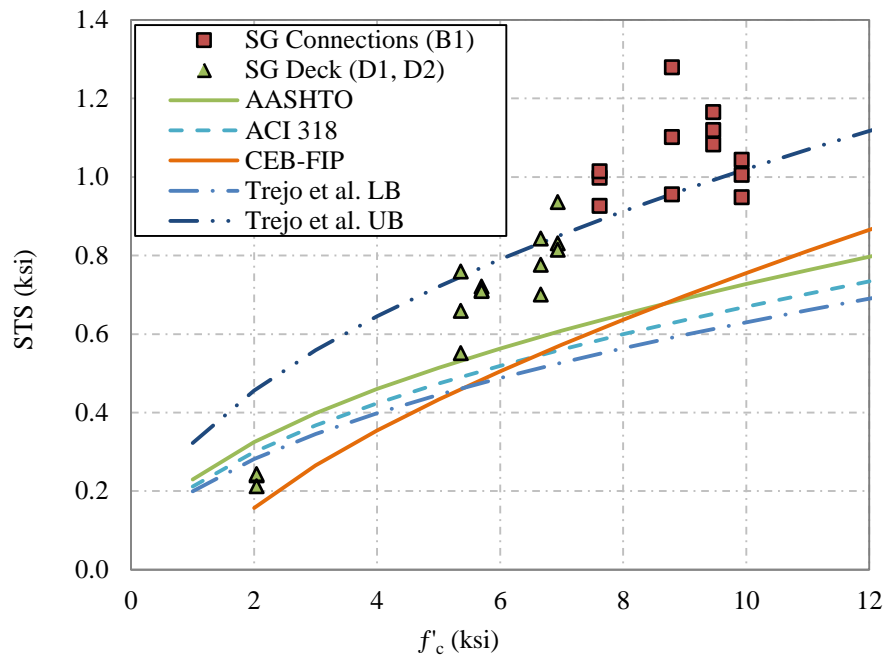 1.4
SG Connections (B1)
SG Deck (D1, D2)
1.2
AASHTO
ACI 318
1.0
CEB-FIP
Trejo et al. LB
Trejo et al. UB
0.8
STS (ksi)
0.6
0.4
0.2
0.0
0 2 4 6 8 10 12
f'c (ksi)